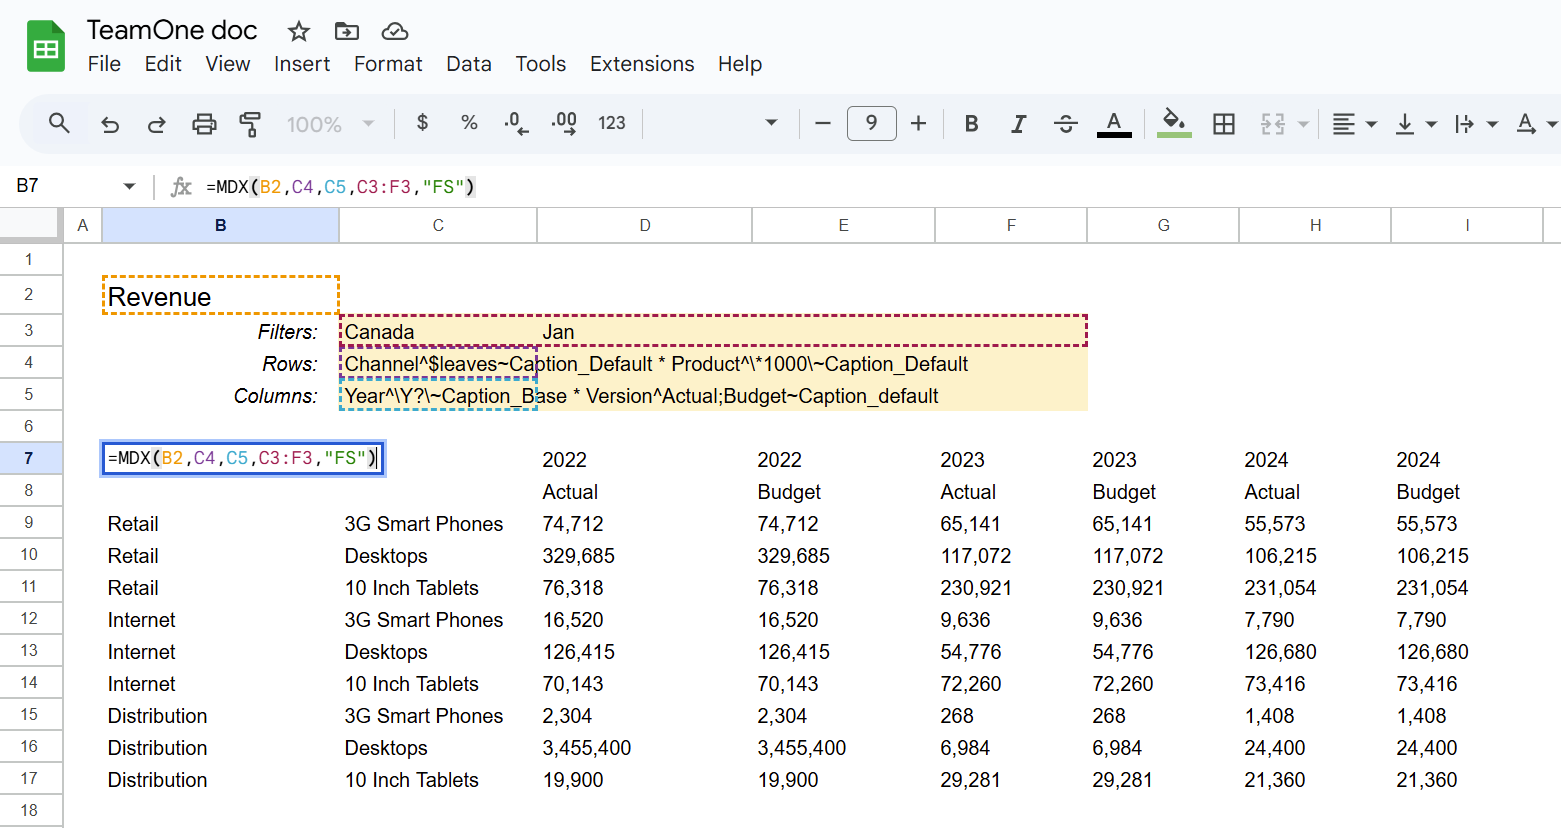 TeamOne doc
File Edit View Insert Format Data Tools Extensions Help
100% $ % .0 .00 123 9 B I A A
B7 fx =MDX(B2,C4,C5,C3:F3,"FS")
A B C D E F G H I
1
2 Revenue
3 Filters: Canada Jan
4 Rows: Channel^$leaves~Caption_Default * Product^\*1000\~Caption_Default
5 Columns: Year^\Y?\~Caption_Base * Version^Actual;Budget~Caption_default
6
7 =MDX(B2,C4,C5,C3:F3,"FS") 2022 2022 2023 2023 2024 2024
8 Actual Budget Actual Budget Actual Budget
9 Retail 3G Smart Phones 74,712 74,712 65,141 65,141 55,573 55,573
10 Retail Desktops 329,685 329,685 117,072 117,072 106,215 106,215
11 Retail 10 Inch Tablets 76,318 76,318 230,921 230,921 231,054 231,054
12 Internet 3G Smart Phones 16,520 16,520 9,636 9,636 7,790 7,790
13 Internet Desktops 126,415 126,415 54,776 54,776 126,680 126,680
14 Internet 10 Inch Tablets 70,143 70,143 72,260 72,260 73,416 73,416
15 Distribution 3G Smart Phones 2,304 2,304 268 268 1,408 1,408
16 Distribution Desktops 3,455,400 3,455,400 6,984 6,984 24,400 24,400
17 Distribution 10 Inch Tablets 19,900 19,900 29,281 29,281 21,360 21,360
18